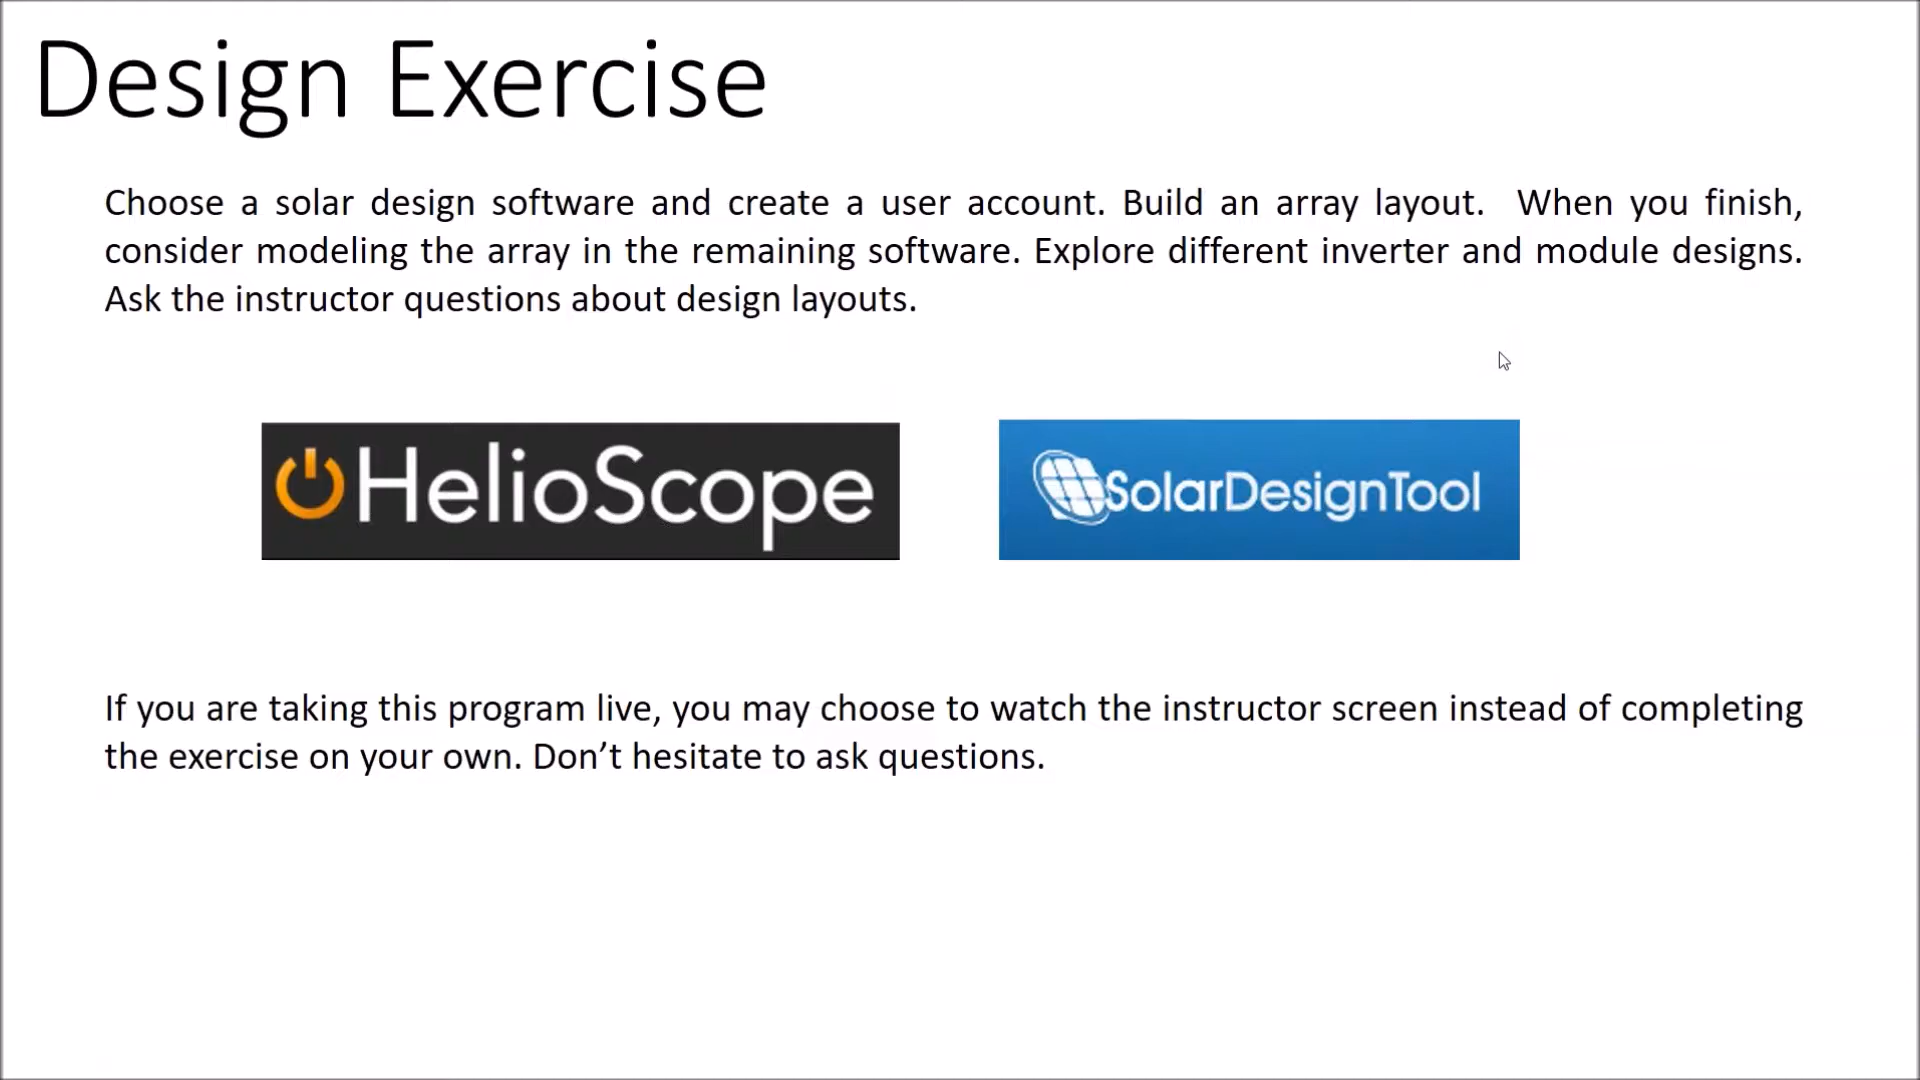 Design Exercise
Choose a solar design software and create a user account. Build an array layout.  When you finish,
consider modeling the array in the remaining software. Explore different inverter and module designs.
Ask the instructor questions about design layouts.
HelioScope
SolarDesignTool
If you are taking this program live, you may choose to watch the instructor screen instead of completing
the exercise on your own. Don’t hesitate to ask questions.